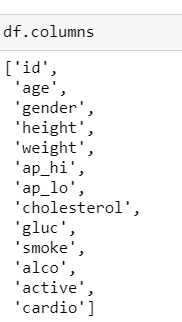 df.columns
['id',
'age',
'gender',
'height',
'weight',
'ap_hi',
'ap_lo',
'cholesterol',
'gluc',
'smoke',
'alco',
'active',
'cardio']